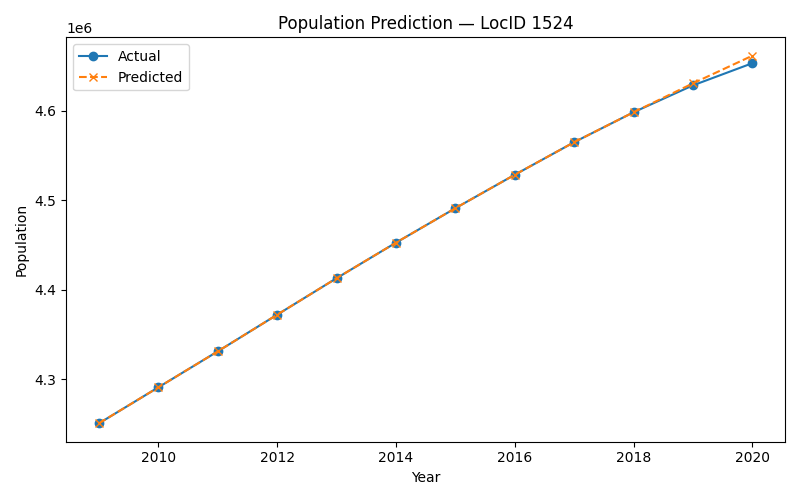 Population Prediction — LocID 1524
1e6
Actual
Predicted
4.6
4.5
4.4
4.3
Population
2010 2012 2014 2016 2018 2020
Year